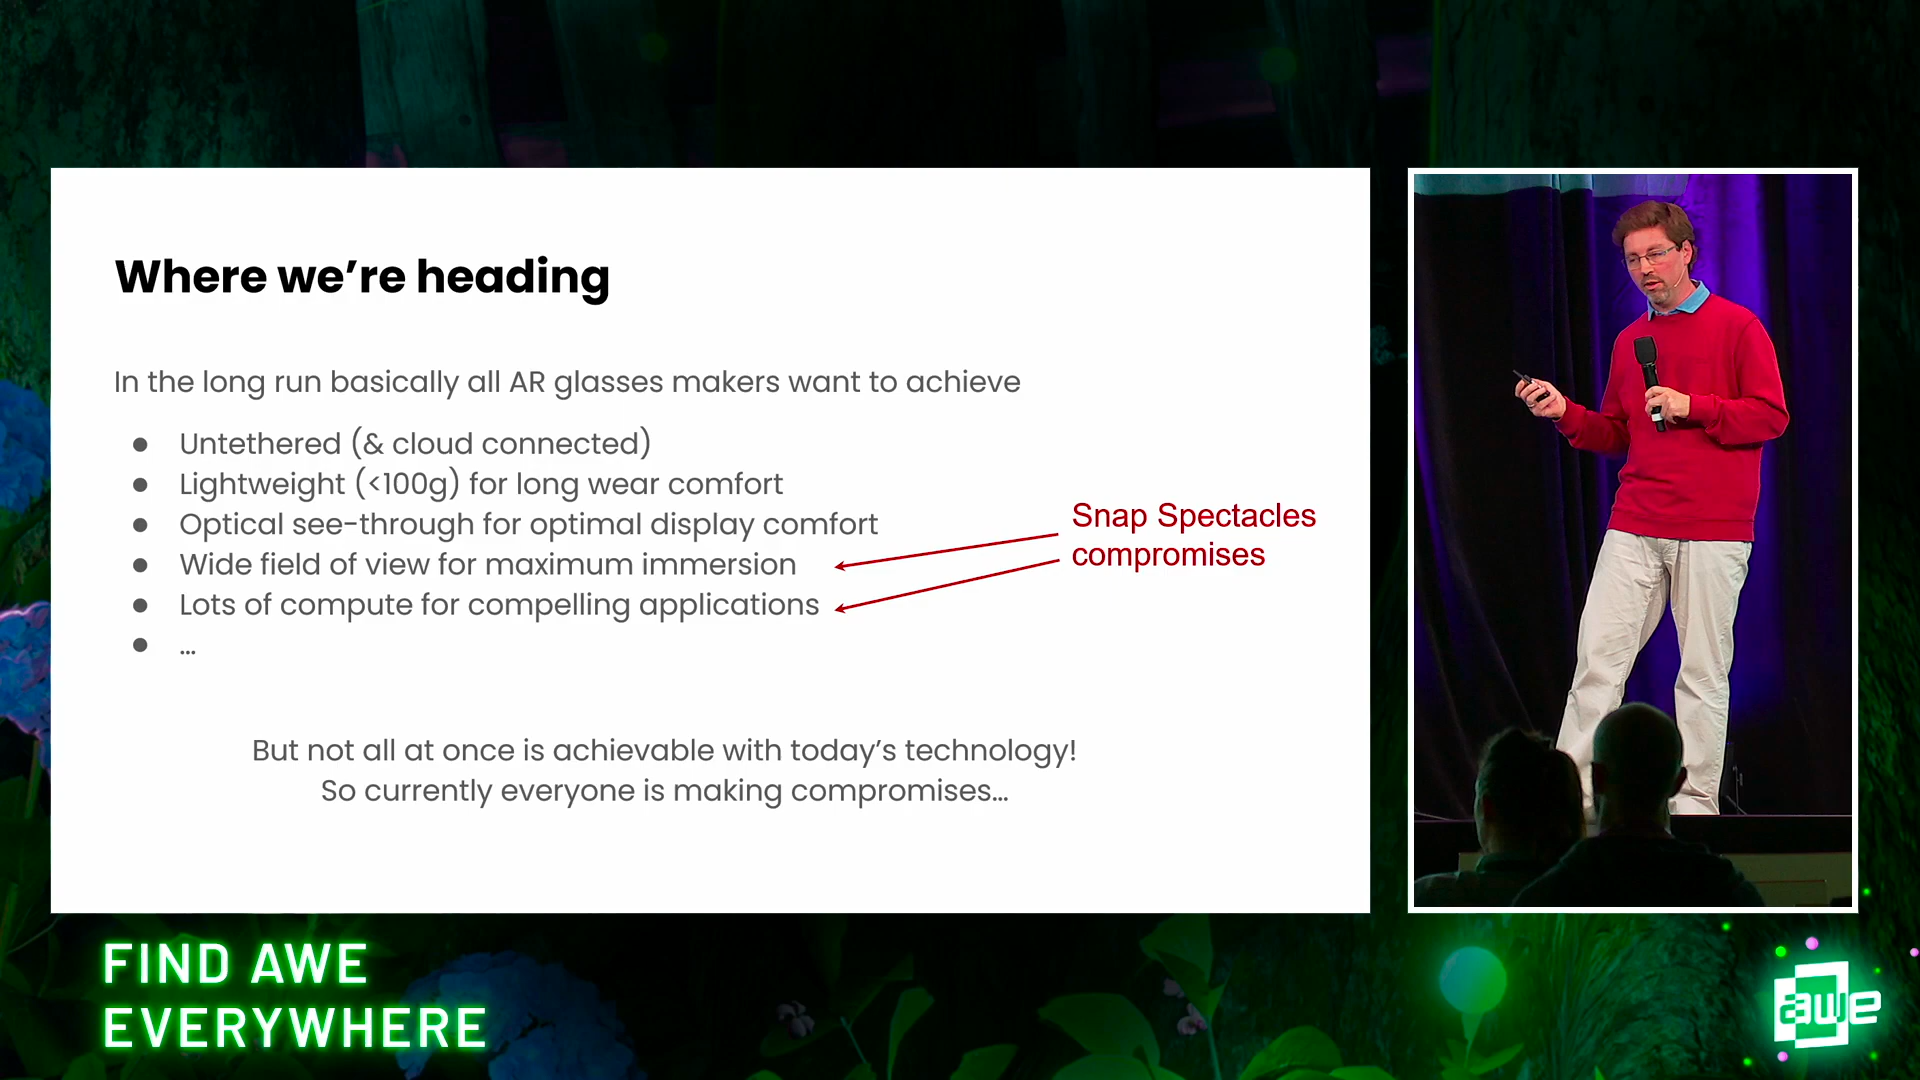 Where we’re heading
In the long run basically all AR glasses makers want to achieve
● Untethered (& cloud connected)
● Lightweight (<100g) for long wear comfort
● Optical see-through for optimal display comfort
● Wide field of view for maximum immersion
● Lots of compute for compelling applications
● ...
Snap Spectacles
compromises
But not all at once is achievable with today’s technology!
So currently everyone is making compromises...
FIND AWE
EVERYWHERE
awe